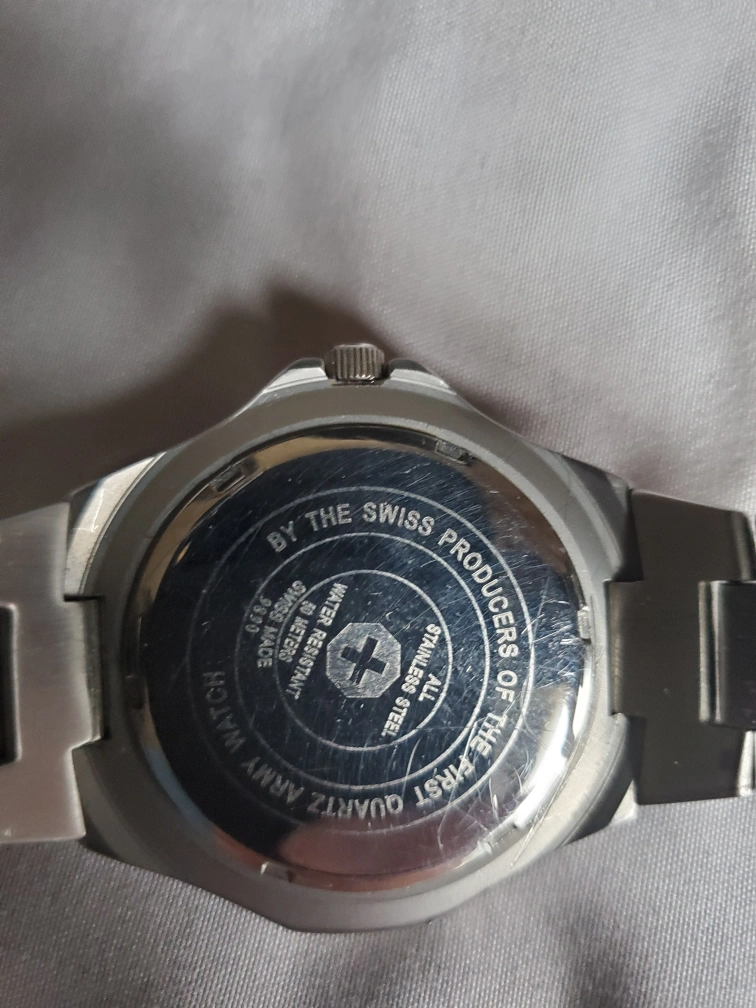 BY THE SWISS PRODUCERS OF THE FIRST QUARTZ ARMY WATCH
ALL
STAINLESS STEEL
WATER RESISTANT
50 METERS
SWISS MADE
9890